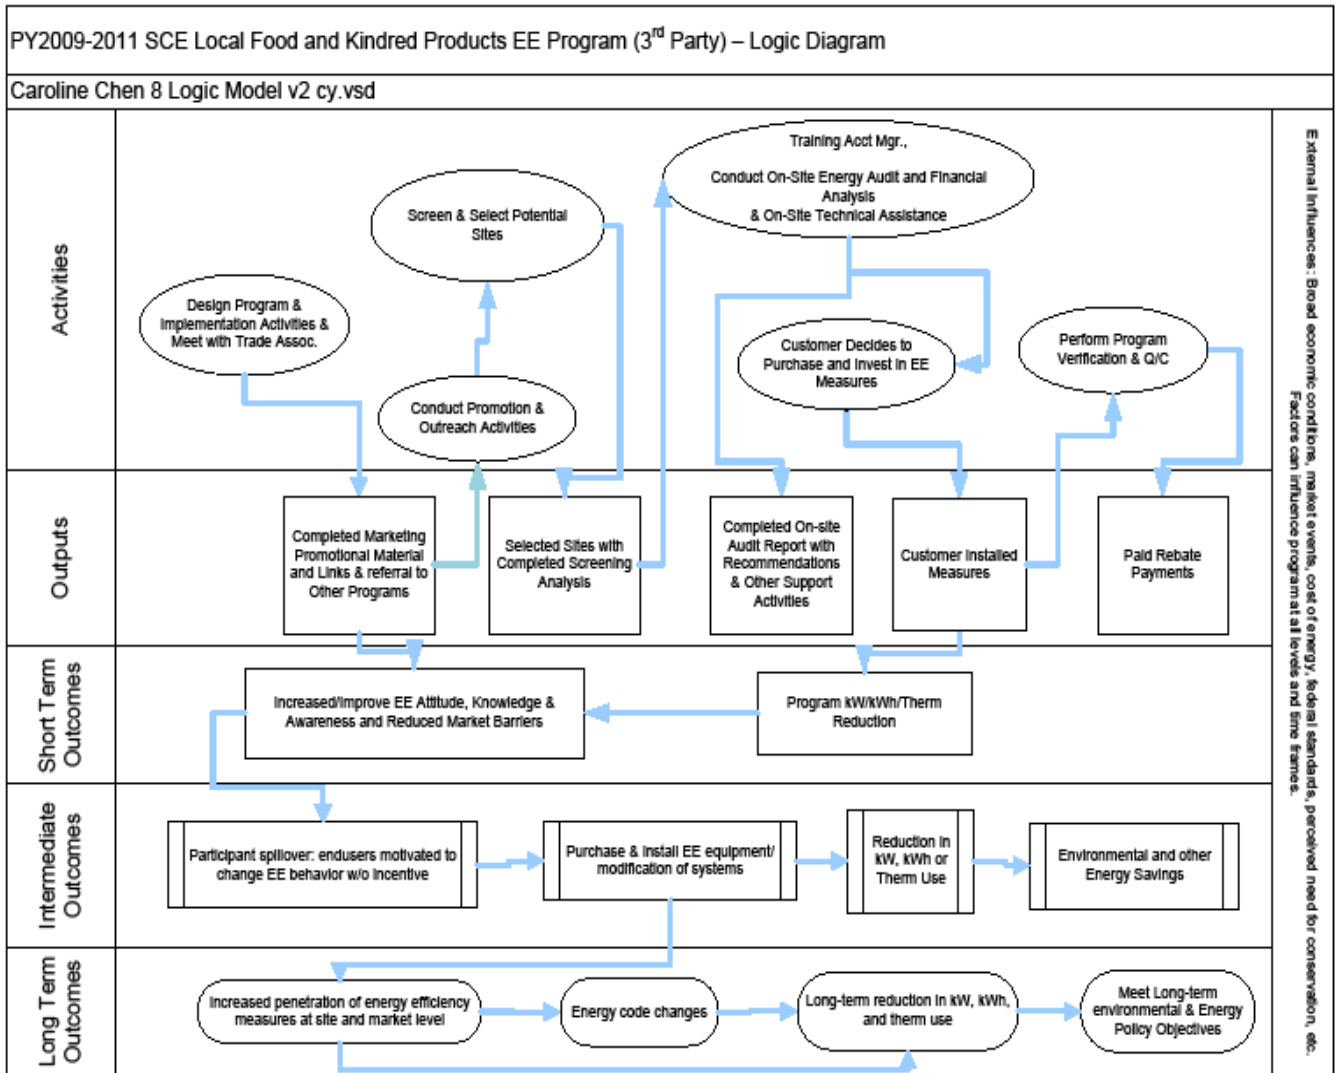 PY2009-2011 SCE Local Food and Kindred Products EE Program (3rd Party) – Logic Diagram
Caroline Chen 8 Logic Model v2 cy.vsd
Activities
Training Acct Mgr.,
Conduct On-Site Energy Audit and Financial
Analysis
& On-Site Technical Assistance
Screen & Select Potential
Sites
Design Program &
Implementation Activities &
Meet with Trade Assoc.
Customer Decides to
Purchase and Invest in EE
Measures
Perform Program
Verification & Q/C
Conduct Promotion &
Outreach Activities
Outputs
Completed Marketing
Promotional Material
and Links & referral to
Other Programs
Selected Sites with
Completed Screening
Analysis
Completed On-site
Audit Report with
Recommendations
& Other Support
Activities
Customer Installed
Measures
Paid Rebate
Payments
Short Term
Outcomes
Increased/Improve EE Attitude, Knowledge &
Awareness and Reduced Market Barriers
Program kW/kWh/Therm
Reduction
Intermediate
Outcomes
Participant spillover: endusers motivated to
change EE behavior w/o Incentive
Purchase & Install EE equipment/
modification of systems
Reduction in
kW, kWh or
Therm Use
Environmental and other
Energy Savings
Long Term
Outcomes
Increased penetration of energy efficiency
measures at site and market level
Energy code changes
Long-term reduction in kW, kWh,
and therm use
Meet Long-term
environmental & Energy
Policy Objectives
External Influences: Broad economic conditions, market events, cost of energy, federal standards, perceived need for conservation, etc.
Factors can influence program at all levels and time frames.